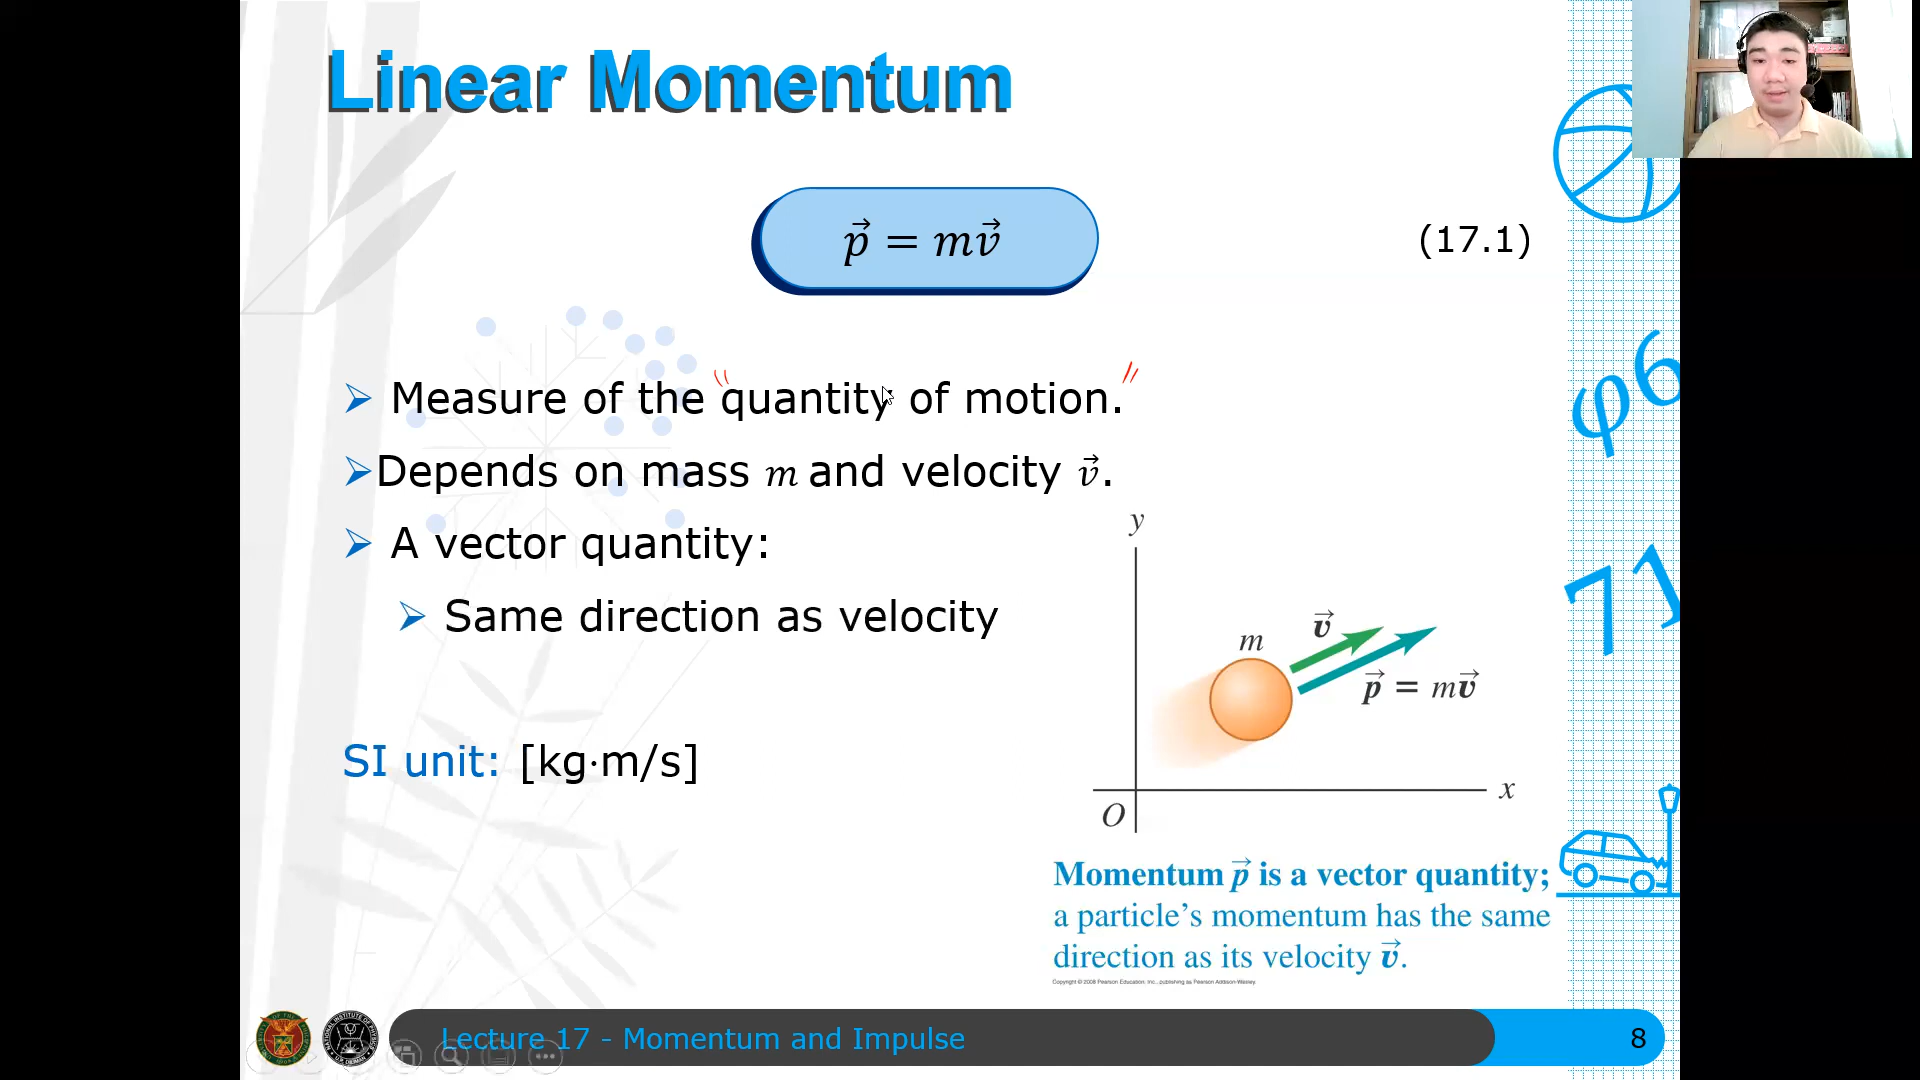 Linear Momentum
p⃗ = mv⃗
(17.1)
Measure of the "quantity of motion."
Depends on mass m and velocity v⃗.
A vector quantity:
Same direction as velocity
SI unit: [kg·m/s]
y
m
v⃗
p⃗ = mv⃗
x
O
Momentum p⃗ is a vector quantity;
a particle's momentum has the same
direction as its velocity v⃗.
Copyright © 2008 Pearson Education, Inc., publishing as Pearson Addison-Wesley.
φ6
71
Lecture 17 - Momentum and Impulse
8